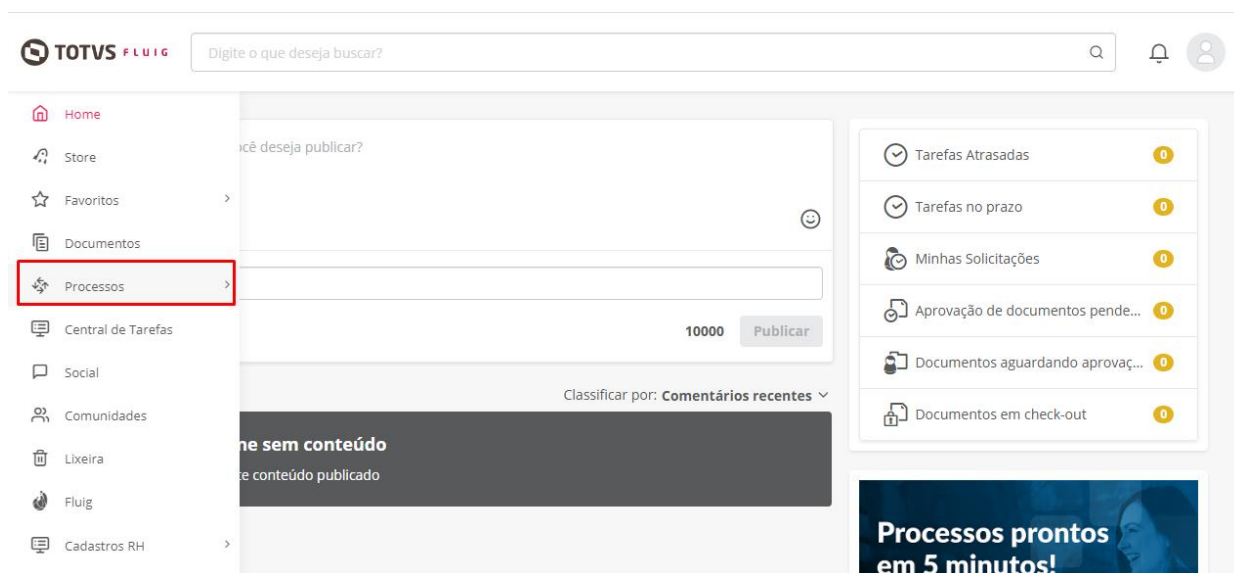 TOTVS FLUIG
Digite o que deseja buscar?
Home
Store
Favoritos
Documentos
Processos
Central de Tarefas
Social
Comunidades
Lixeira
Fluig
Cadastros RH
cê deseja publicar?
10000 Publicar
Classificar por: Comentários recentes
ne sem conteúdo
te conteúdo publicado
Tarefas Atrasadas 0
Tarefas no prazo 0
Minhas Solicitações 0
Aprovação de documentos pende... 0
Documentos aguardando aprovaç... 0
Documentos em check-out 0
Processos prontos
em 5 minutos!